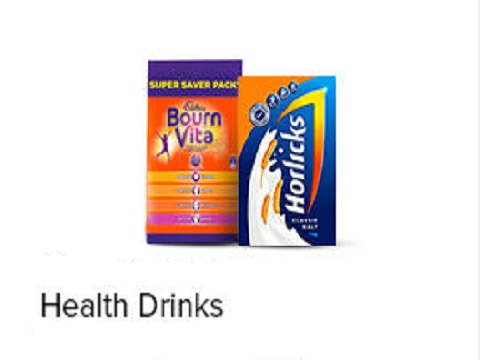 SUPER SAVER PACK
Cadbury
Bourn
Vita
Horlicks
CLASSIC
MALT
Health Drinks